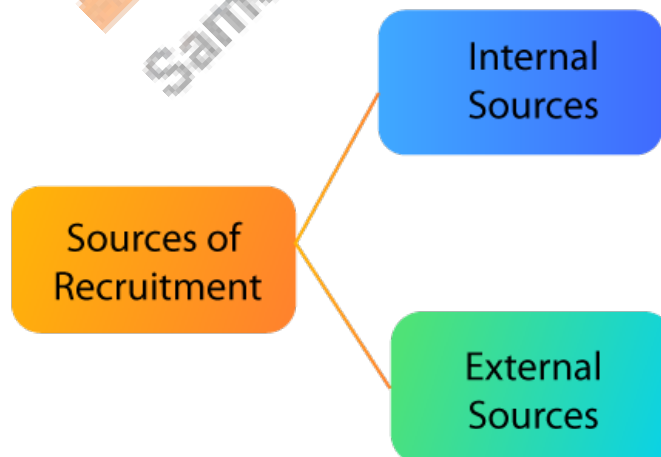 Internal
Sources
Sources of
Recruitment
External
Sources